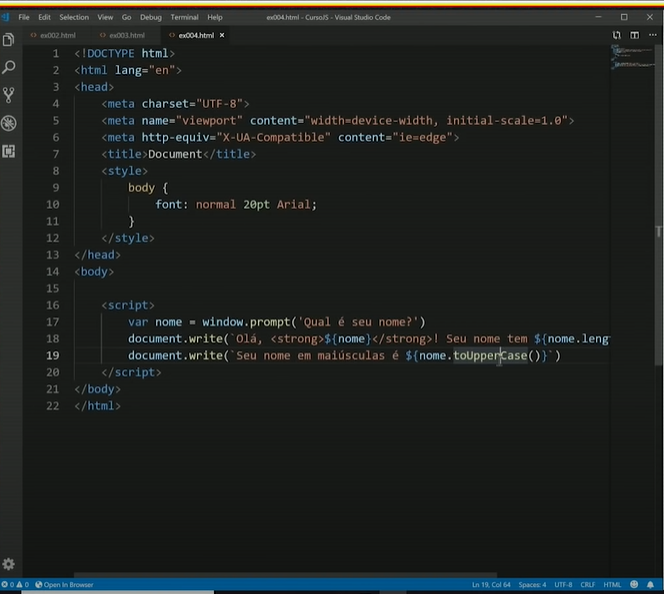 File Edit Selection View Go Debug Terminal Help ex004.html - CursoJS - Visual Studio Code
ex002.html ex003.html ex004.html
1 <!DOCTYPE html>
2 <html lang="en">
3 <head>
4 <meta charset="UTF-8">
5 <meta name="viewport" content="width=device-width, initial-scale=1.0">
6 <meta http-equiv="X-UA-Compatible" content="ie=edge">
7 <title>Document</title>
8 <style>
9 body {
10 font: normal 20pt Arial;
11 }
12 </style>
13 </head>
14 <body>
15
16 <script>
17 var nome = window.prompt('Qual é seu nome?')
18 document.write(`Olá, <strong>${nome}</strong>! Seu nome tem ${nome.leng
19 document.write(`Seu nome em maiúsculas é ${nome.toUpperCase()}`)
20 </script>
21 </body>
22 </html>
0 0 Open In Browser Ln 19, Col 64 Spaces: 4 UTF-8 CRLF HTML